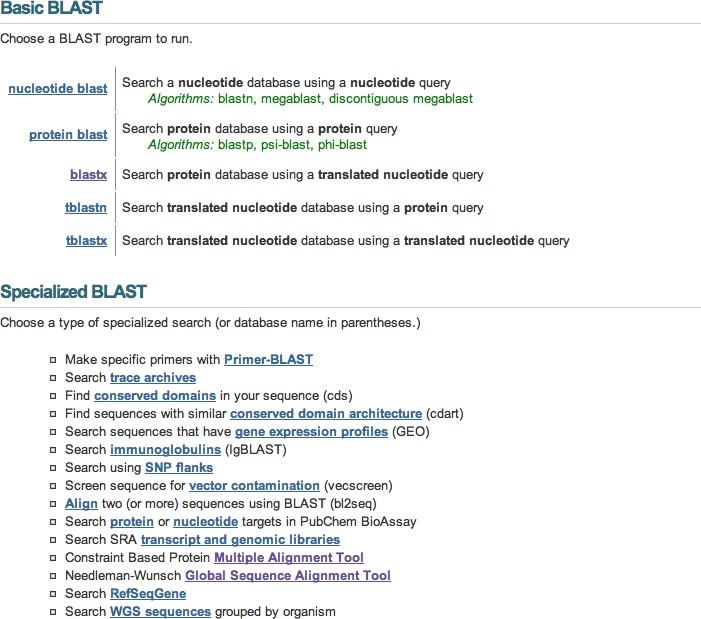 Basic BLAST
Choose a BLAST program to run.
nucleotide blast
Search a nucleotide database using a nucleotide query
Algorithms: blastn, megablast, discontiguous megablast
protein blast
Search protein database using a protein query
Algorithms: blastp, psi-blast, phi-blast
blastx
Search protein database using a translated nucleotide query
tblastn
Search translated nucleotide database using a protein query
tblastx
Search translated nucleotide database using a translated nucleotide query
Specialized BLAST
Choose a type of specialized search (or database name in parentheses.)
Make specific primers with Primer-BLAST
Search trace archives
Find conserved domains in your sequence (cds)
Find sequences with similar conserved domain architecture (cdart)
Search sequences that have gene expression profiles (GEO)
Search immunoglobulins (IgBLAST)
Search using SNP flanks
Screen sequence for vector contamination (vecscreen)
Align two (or more) sequences using BLAST (bl2seq)
Search protein or nucleotide targets in PubChem BioAssay
Search SRA transcript and genomic libraries
Constraint Based Protein Multiple Alignment Tool
Needleman-Wunsch Global Sequence Alignment Tool
Search RefSeqGene
Search WGS sequences grouped by organism